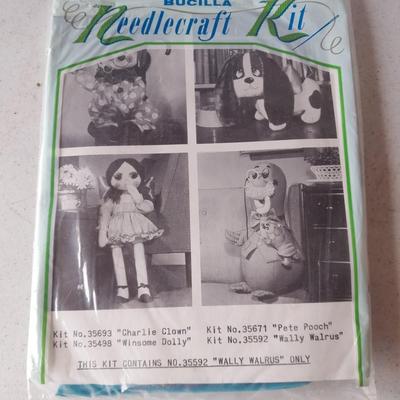 BUCILLA
Needlecraft Kit
Kit No.35693 "Charlie Clown" Kit No.35671 "Pete Pooch"
Kit No.35498 "Winsome Dolly" Kit No.35592 "Wally Walrus"
THIS KIT CONTAINS NO.35592 "WALLY WALRUS" ONLY